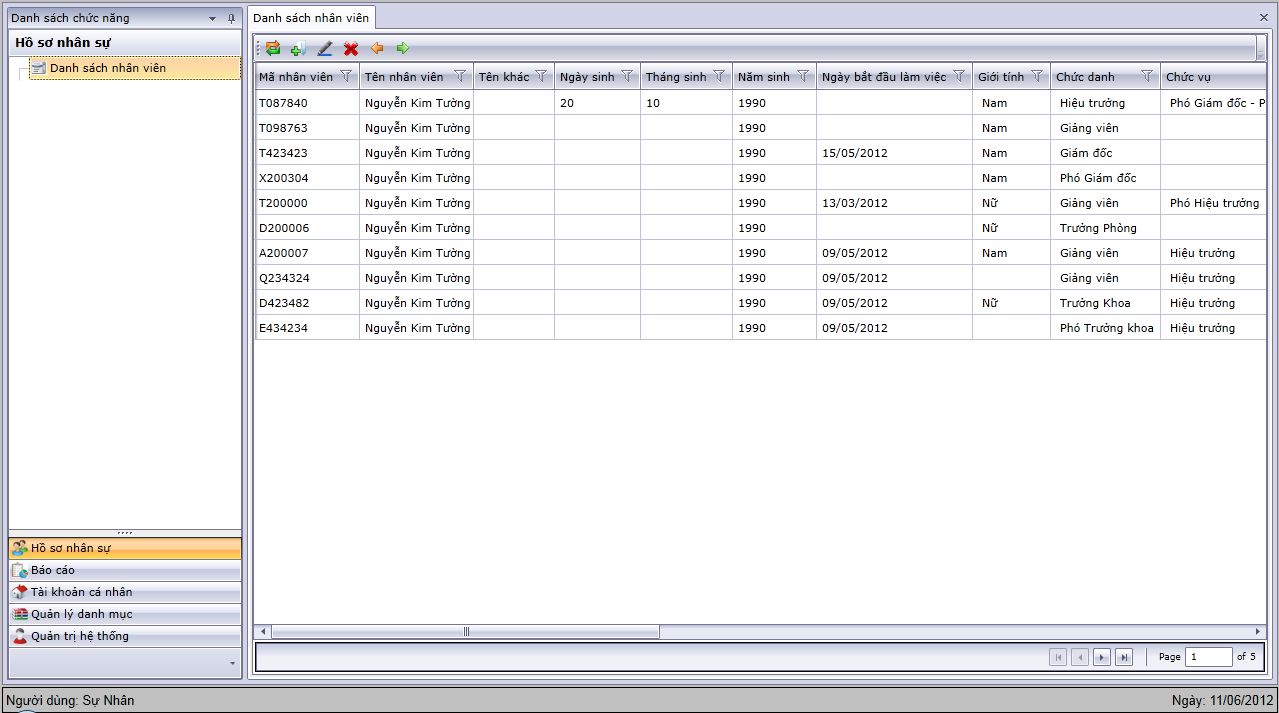 Danh sách chức năng
Hồ sơ nhân sự
Danh sách nhân viên
Hồ sơ nhân sự
Báo cáo
Tài khoản cá nhân
Quản lý danh mục
Quản trị hệ thống
Danh sách nhân viên
Mã nhân viên Tên nhân viên Tên khác Ngày sinh Tháng sinh Năm sinh Ngày bắt đầu làm việc Giới tính Chức danh Chức vụ
T087840 Nguyễn Kim Tường 20 10 1990 Nam Hiệu trưởng Phó Giám đốc - P
T098763 Nguyễn Kim Tường 1990 Nam Giảng viên
T423423 Nguyễn Kim Tường 1990 15/05/2012 Nam Giám đốc
X200304 Nguyễn Kim Tường 1990 Nam Phó Giám đốc
T200000 Nguyễn Kim Tường 1990 13/03/2012 Nữ Giảng viên Phó Hiệu trưởng
D200006 Nguyễn Kim Tường 1990 Nữ Trưởng Phòng
A200007 Nguyễn Kim Tường 1990 09/05/2012 Nam Giảng viên Hiệu trưởng
Q234324 Nguyễn Kim Tường 1990 09/05/2012 Giảng viên Hiệu trưởng
D423482 Nguyễn Kim Tường 1990 09/05/2012 Nữ Trưởng Khoa Hiệu trưởng
E434234 Nguyễn Kim Tường 1990 09/05/2012 Phó Trưởng khoa Hiệu trưởng
Page 1 of 5
Người dùng: Sự Nhân Ngày: 11/06/2012